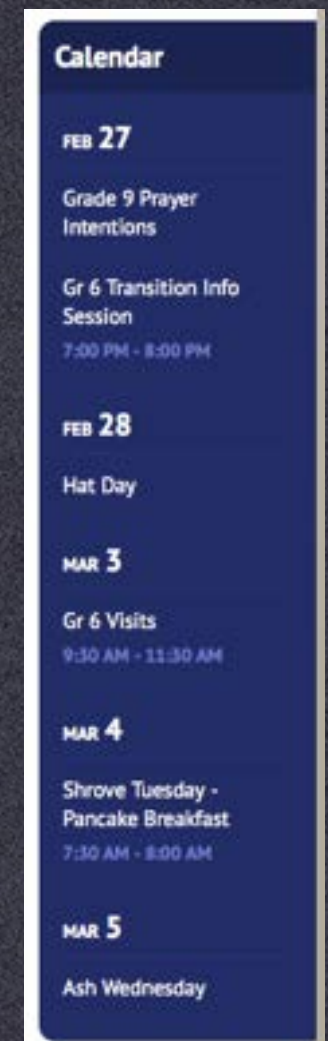 Calendar
FEB 27
Grade 9 Prayer
Intentions
Gr 6 Transition Info
Session
7:00 PM - 8:00 PM
FEB 28
Hat Day
MAR 3
Gr 6 Visits
9:30 AM - 11:30 AM
MAR 4
Shrove Tuesday -
Pancake Breakfast
7:30 AM - 8:00 AM
MAR 5
Ash Wednesday